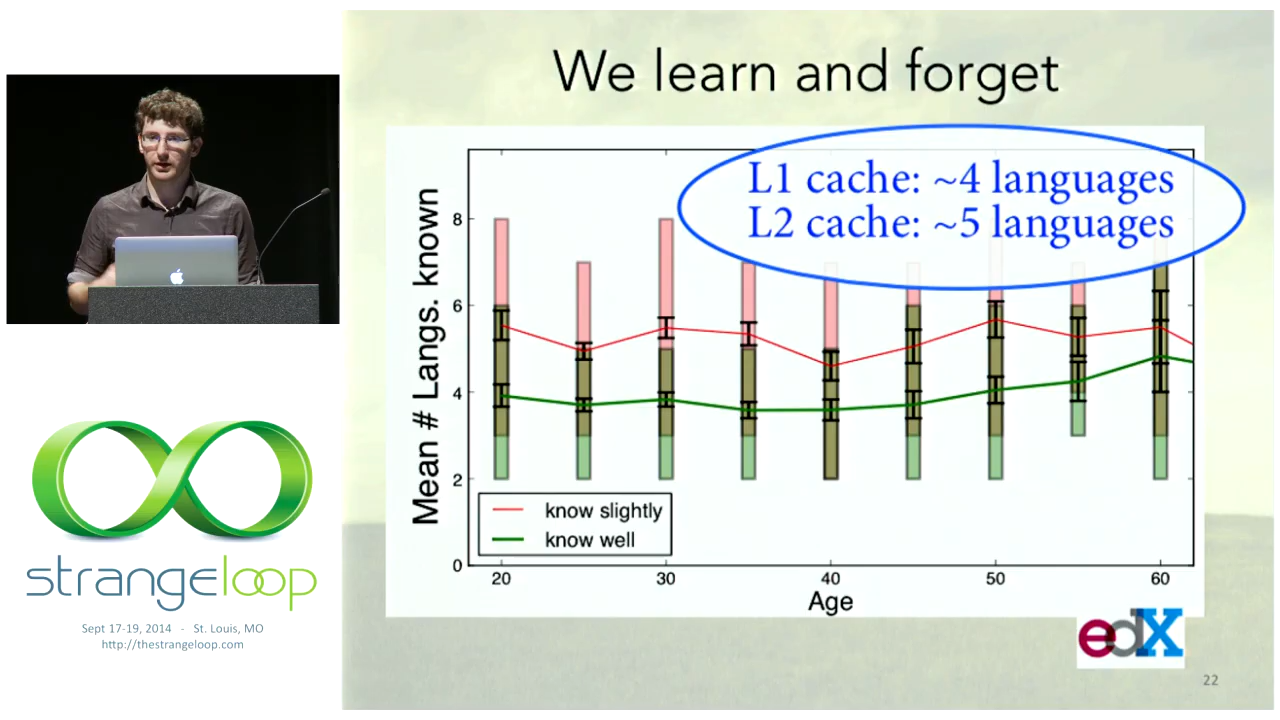 We learn and forget
L1 cache: ~4 languages
L2 cache: ~5 languages
Mean # Langs. known
8
6
4
2
0
know slightly
know well
20 30 40 50 60
Age
edX
22
strangeloop
Sept 17-19, 2014 - St. Louis, MO
http://thestrangeloop.com